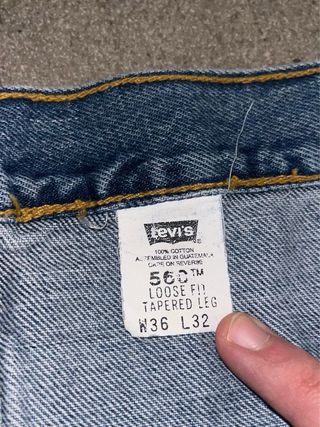 Levi's ®
100% COTTON
ASSEMBLED IN GUATEMALA
CARE ON REVERSE
560™
LOOSE FIT
TAPERED LEG
W36 L32